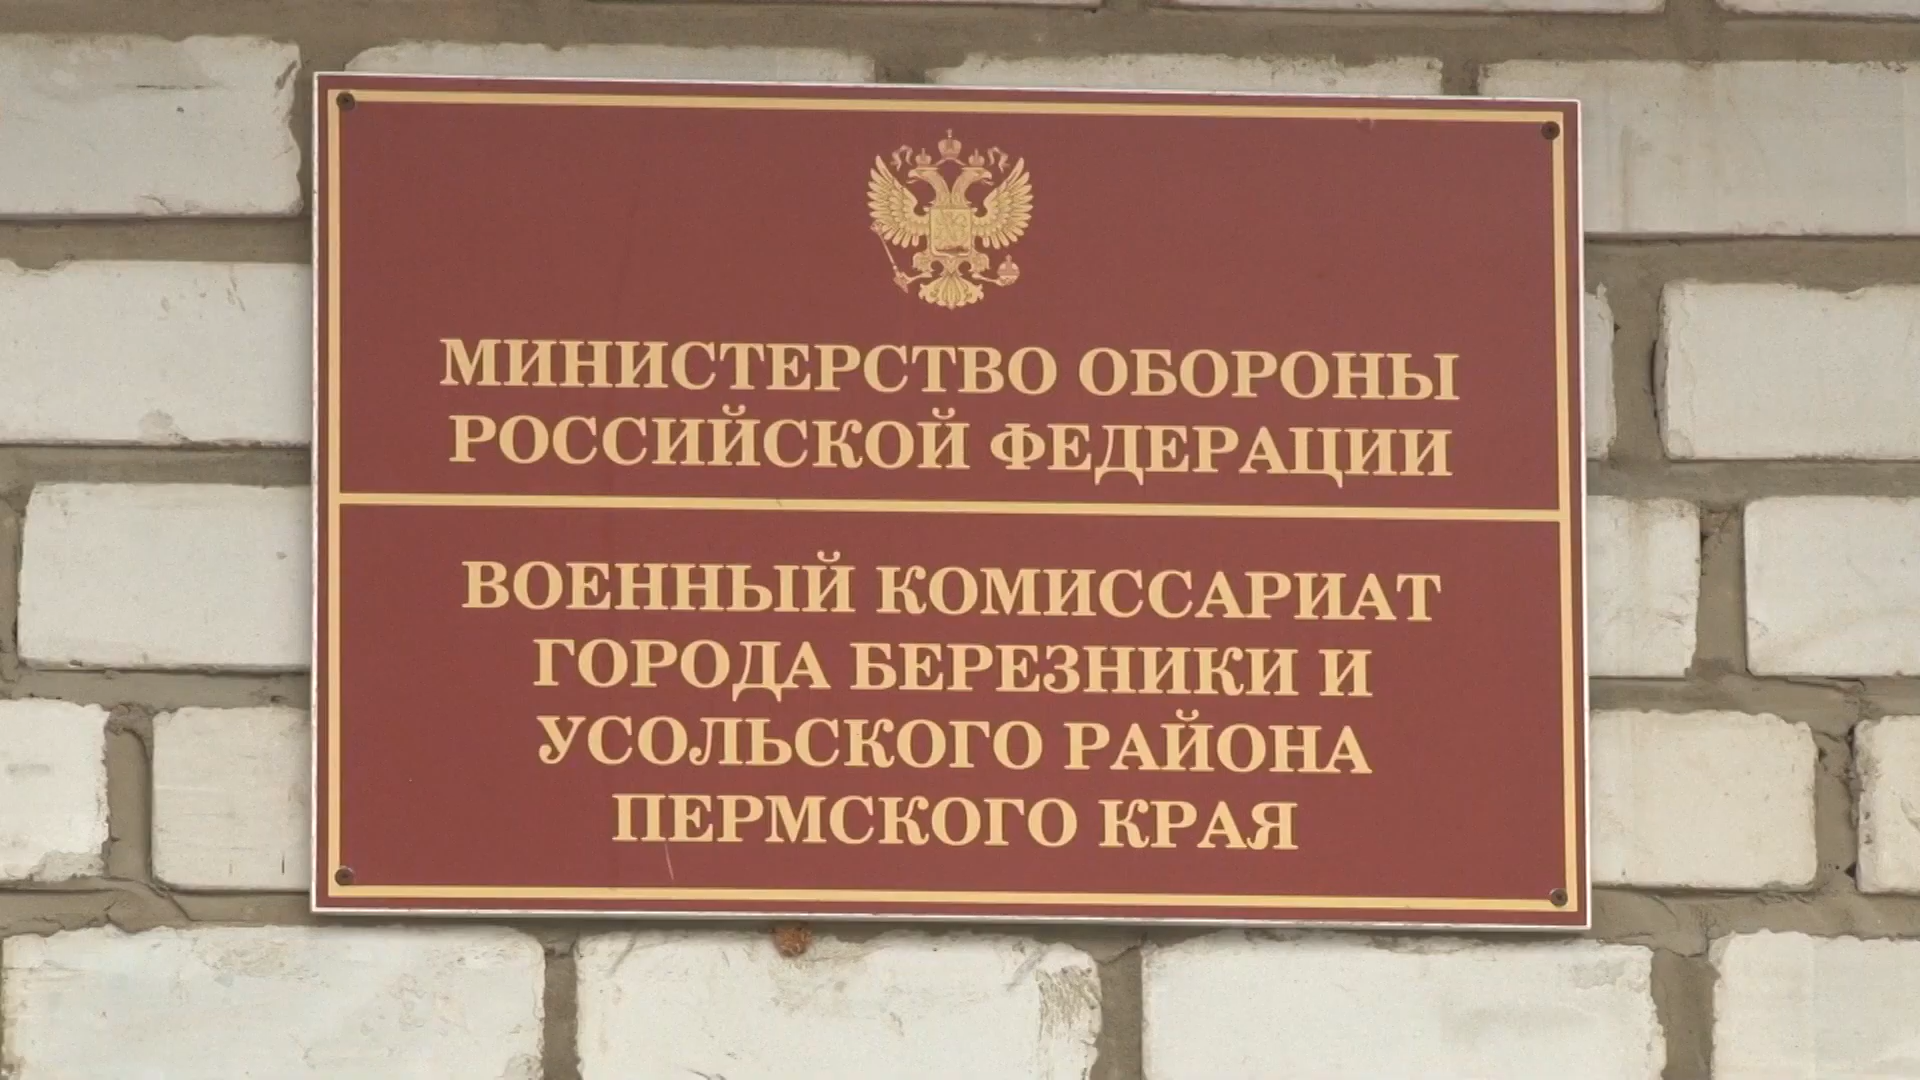 МИНИСТЕРСТВО ОБОРОНЫ
РОССИЙСКОЙ ФЕДЕРАЦИИ
ВОЕННЫЙ КОМИССАРИАТ
ГОРОДА БЕРЕЗНИКИ И
УСОЛЬСКОГО РАЙОНА
ПЕРМСКОГО КРАЯ